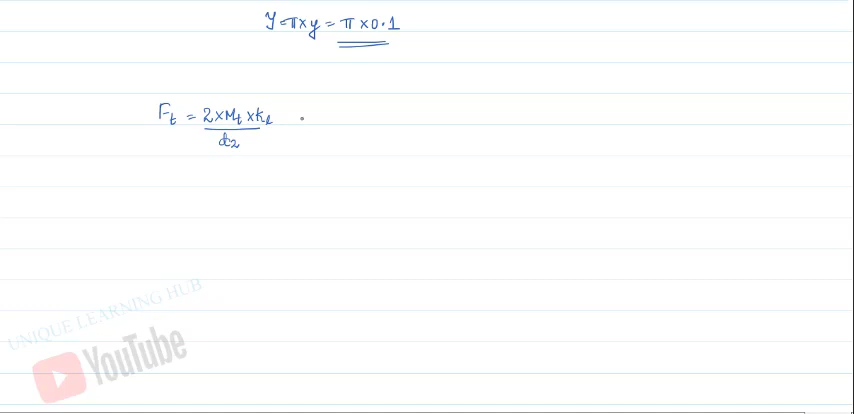 Y = π x y = π x 0.1
F_t = 2 x M_t x K_l
d_2
UNIQUE LEARNING HUB
YouTube